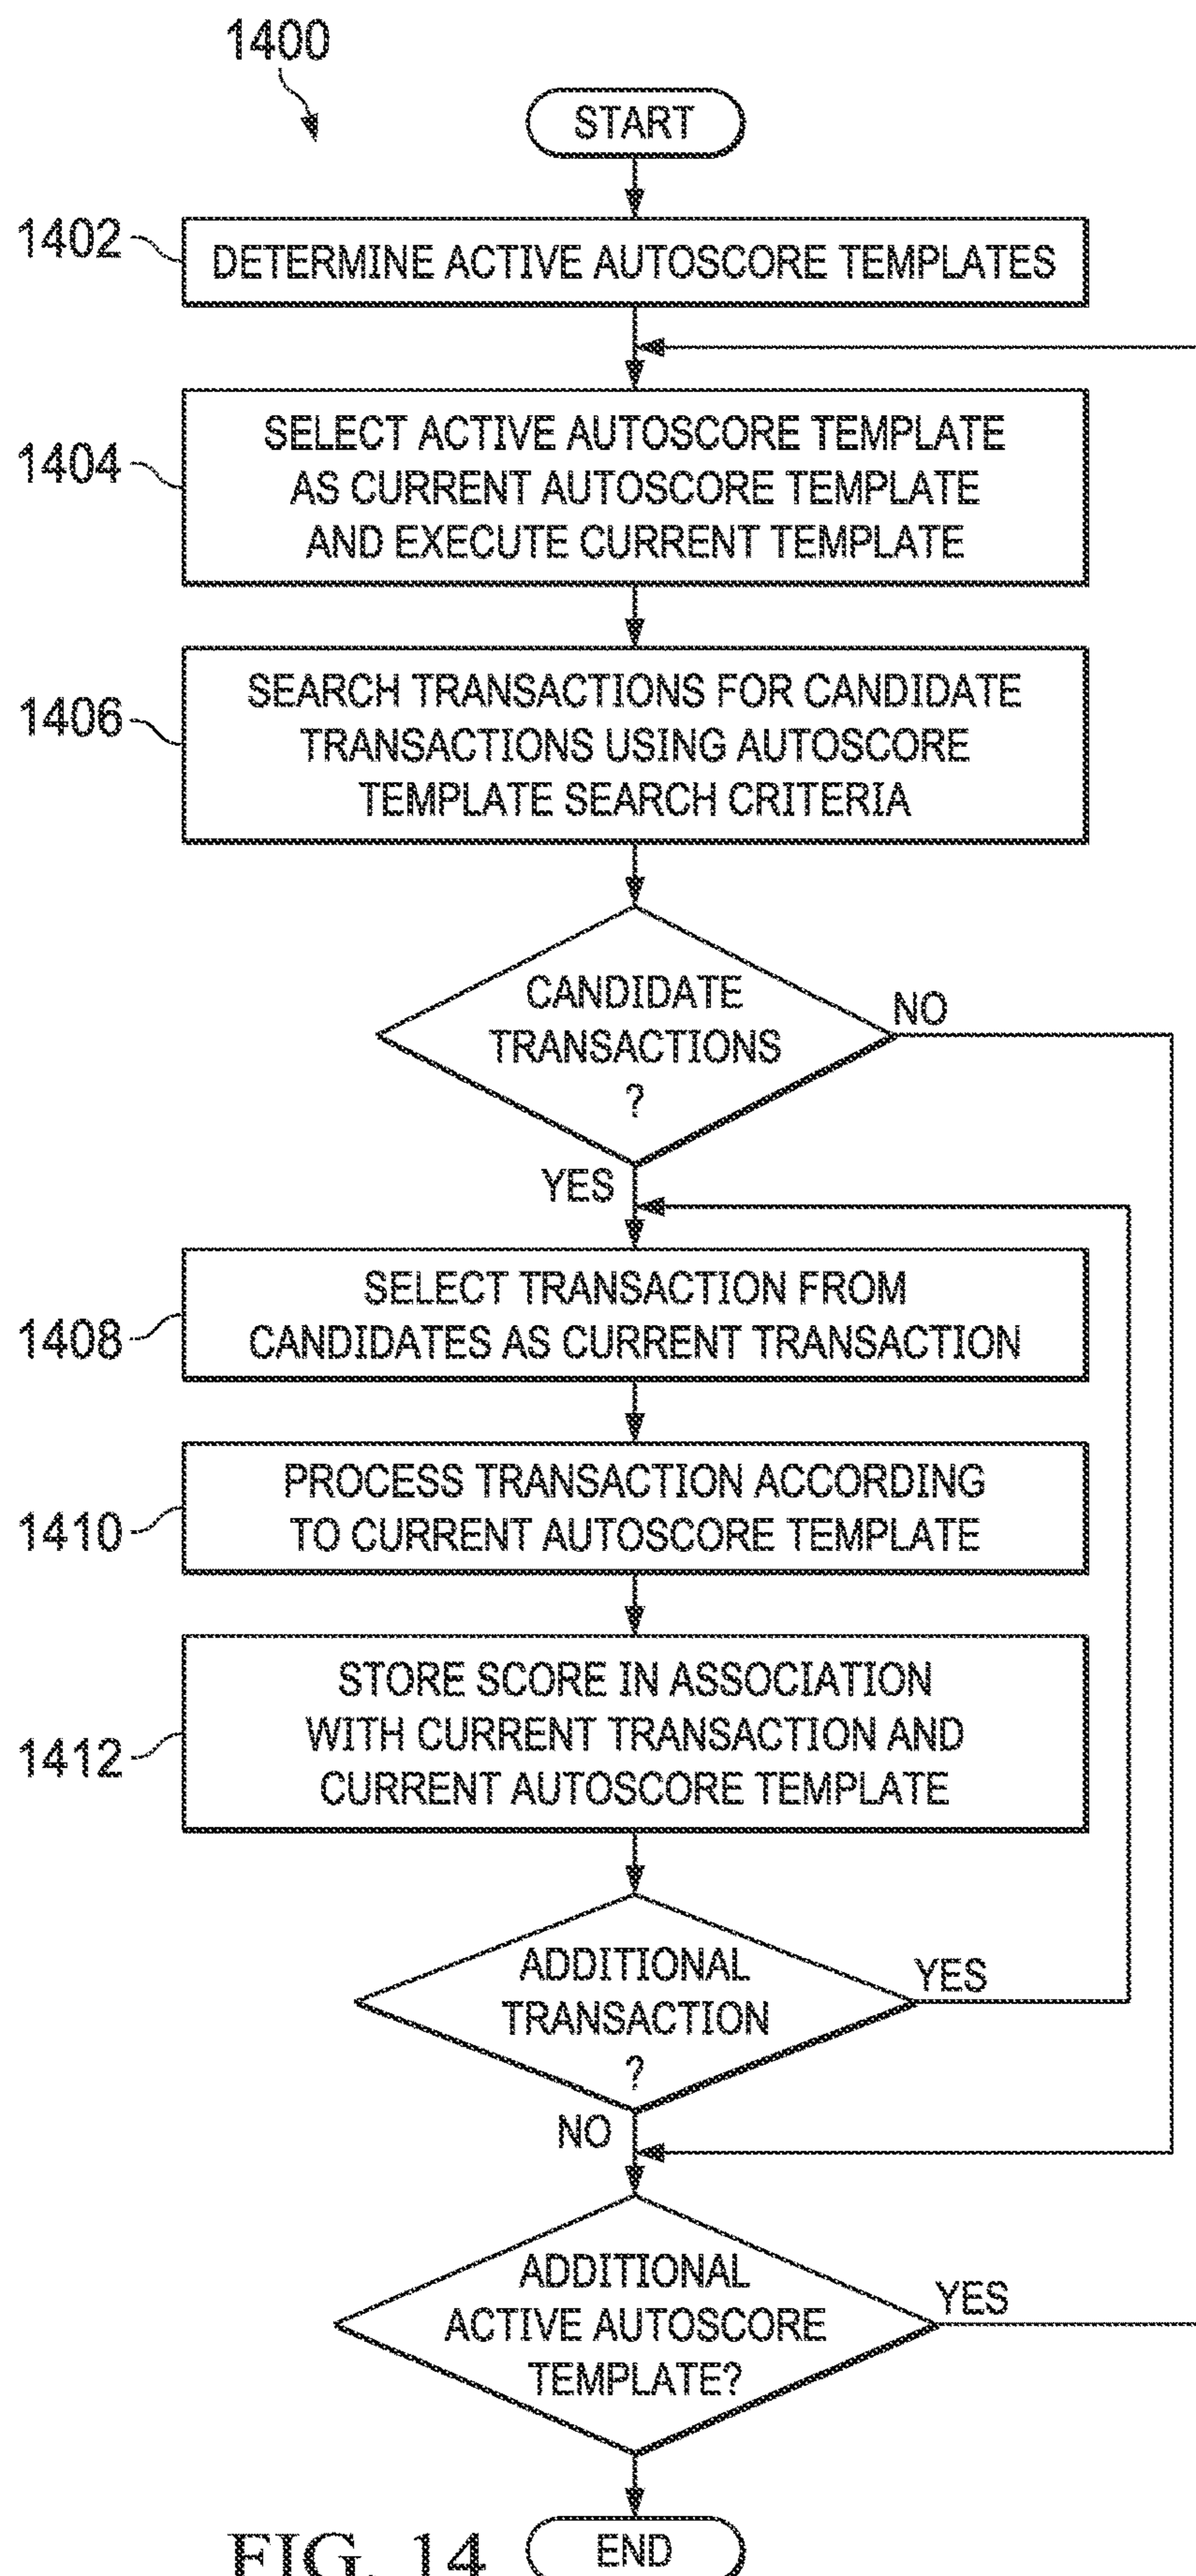 1400
START
1402
DETERMINE ACTIVE AUTOSCORE TEMPLATES
1404
SELECT ACTIVE AUTOSCORE TEMPLATE
AS CURRENT AUTOSCORE TEMPLATE
AND EXECUTE CURRENT TEMPLATE
1406
SEARCH TRANSACTIONS FOR CANDIDATE
TRANSACTIONS USING AUTOSCORE
TEMPLATE SEARCH CRITERIA
CANDIDATE
TRANSACTIONS
?
NO
YES
1408
SELECT TRANSACTION FROM
CANDIDATES AS CURRENT TRANSACTION
1410
PROCESS TRANSACTION ACCORDING
TO CURRENT AUTOSCORE TEMPLATE
1412
STORE SCORE IN ASSOCIATION
WITH CURRENT TRANSACTION AND
CURRENT AUTOSCORE TEMPLATE
ADDITIONAL
TRANSACTION
?
YES
NO
ADDITIONAL
ACTIVE AUTOSCORE
TEMPLATE?
YES
FIG. 14
END